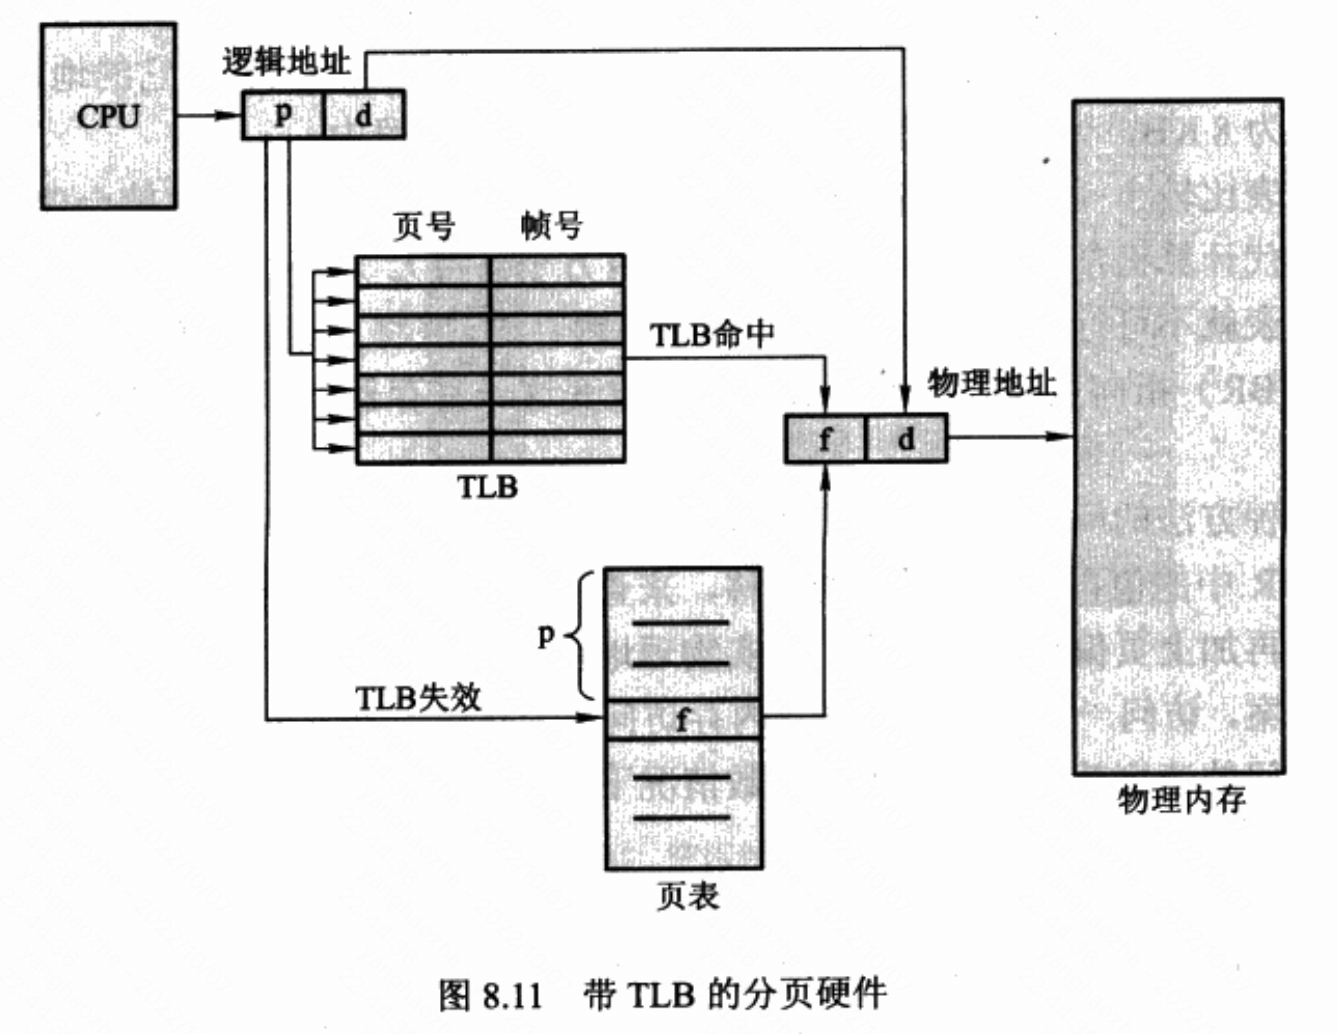 逻辑地址
CPU
p
d
页号
帧号
TLB命中
物理地址
f
d
TLB
p
TLB失效
f
物理内存
页表
图 8.11 带 TLB 的分页硬件